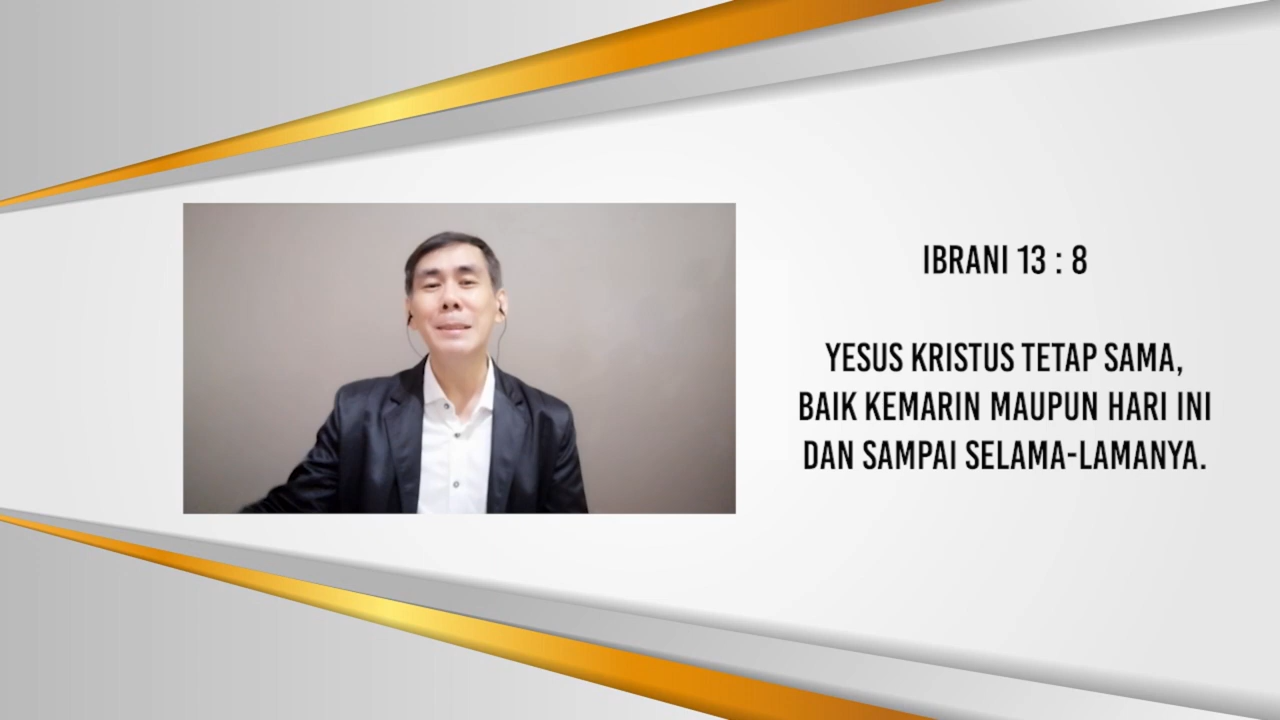 IBRANI 13 : 8
YESUS KRISTUS TETAP SAMA,
BAIK KEMARIN MAUPUN HARI INI
DAN SAMPAI SELAMA-LAMANYA.